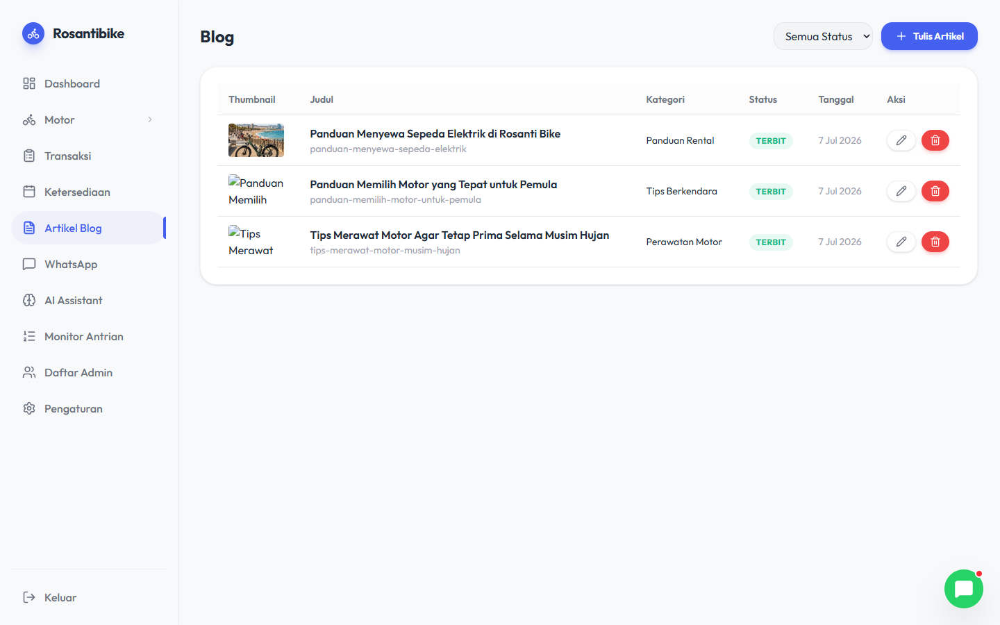 Rosantibike
Dashboard
Motor
Transaksi
Ketersediaan
Artikel Blog
WhatsApp
AI Assistant
Monitor Antrian
Daftar Admin
Pengaturan
Keluar
Blog
Semua Status
Tulis Artikel
Thumbnail Judul Kategori Status Tanggal Aksi
Panduan Menyewa Sepeda Elektrik di Rosanti Bike
panduan-menyewa-sepeda-elektrik
Panduan Rental
TERBIT
7 Jul 2026
Panduan
Memilih
Panduan Memilih Motor yang Tepat untuk Pemula
panduan-memilih-motor-untuk-pemula
Tips Berkendara
TERBIT
7 Jul 2026
Tips
Merawat
Tips Merawat Motor Agar Tetap Prima Selama Musim Hujan
tips-merawat-motor-musim-hujan
Perawatan Motor
TERBIT
7 Jul 2026